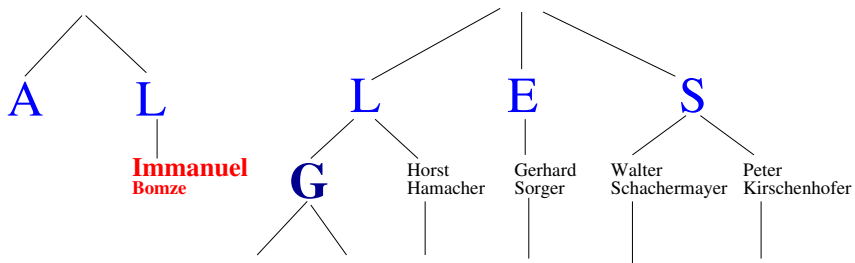 A L L E S
Immanuel
Bomze
G
Horst
Hamacher
Gerhard
Sorger
Walter
Schachermayer
Peter
Kirschenhofer